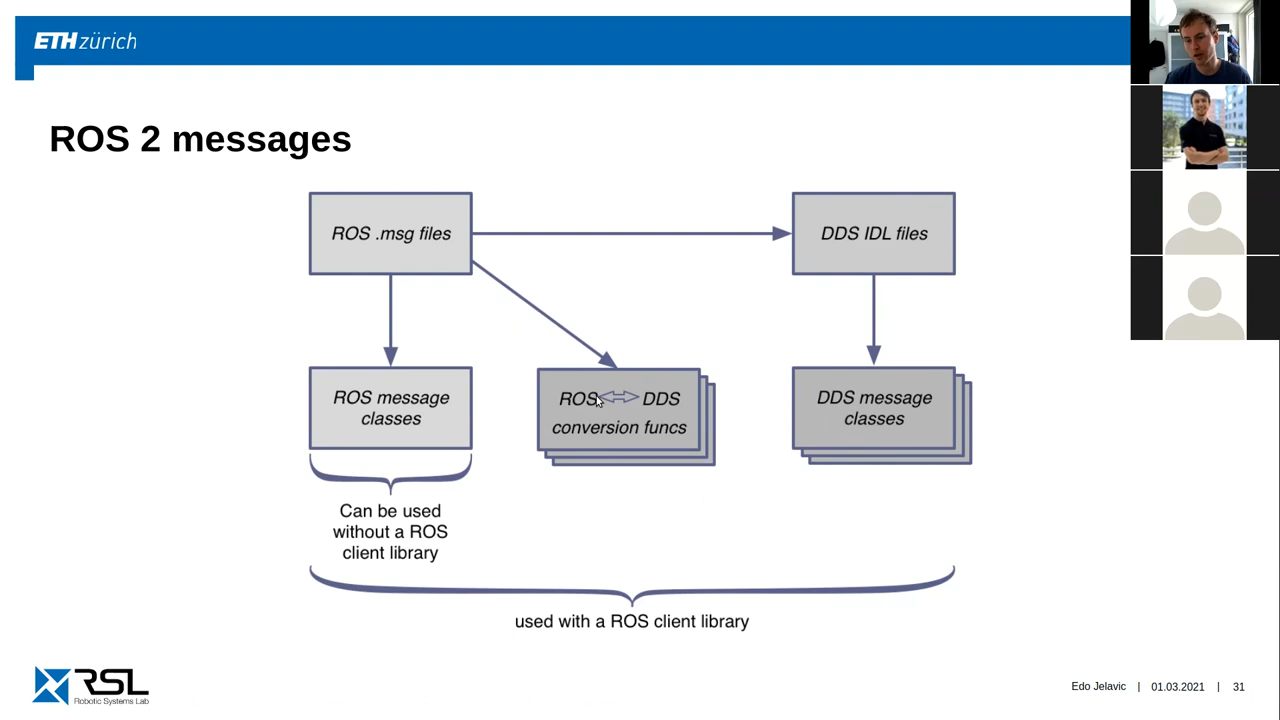 ETH zürich
ROS 2 messages
ROS .msg files
DDS IDL files
ROS message
classes
ROS DDS
conversion funcs
DDS message
classes
Can be used
without a ROS
client library
used with a ROS client library
RSL
Robotic Systems Lab
Edo Jelavic | 01.03.2021 | 31